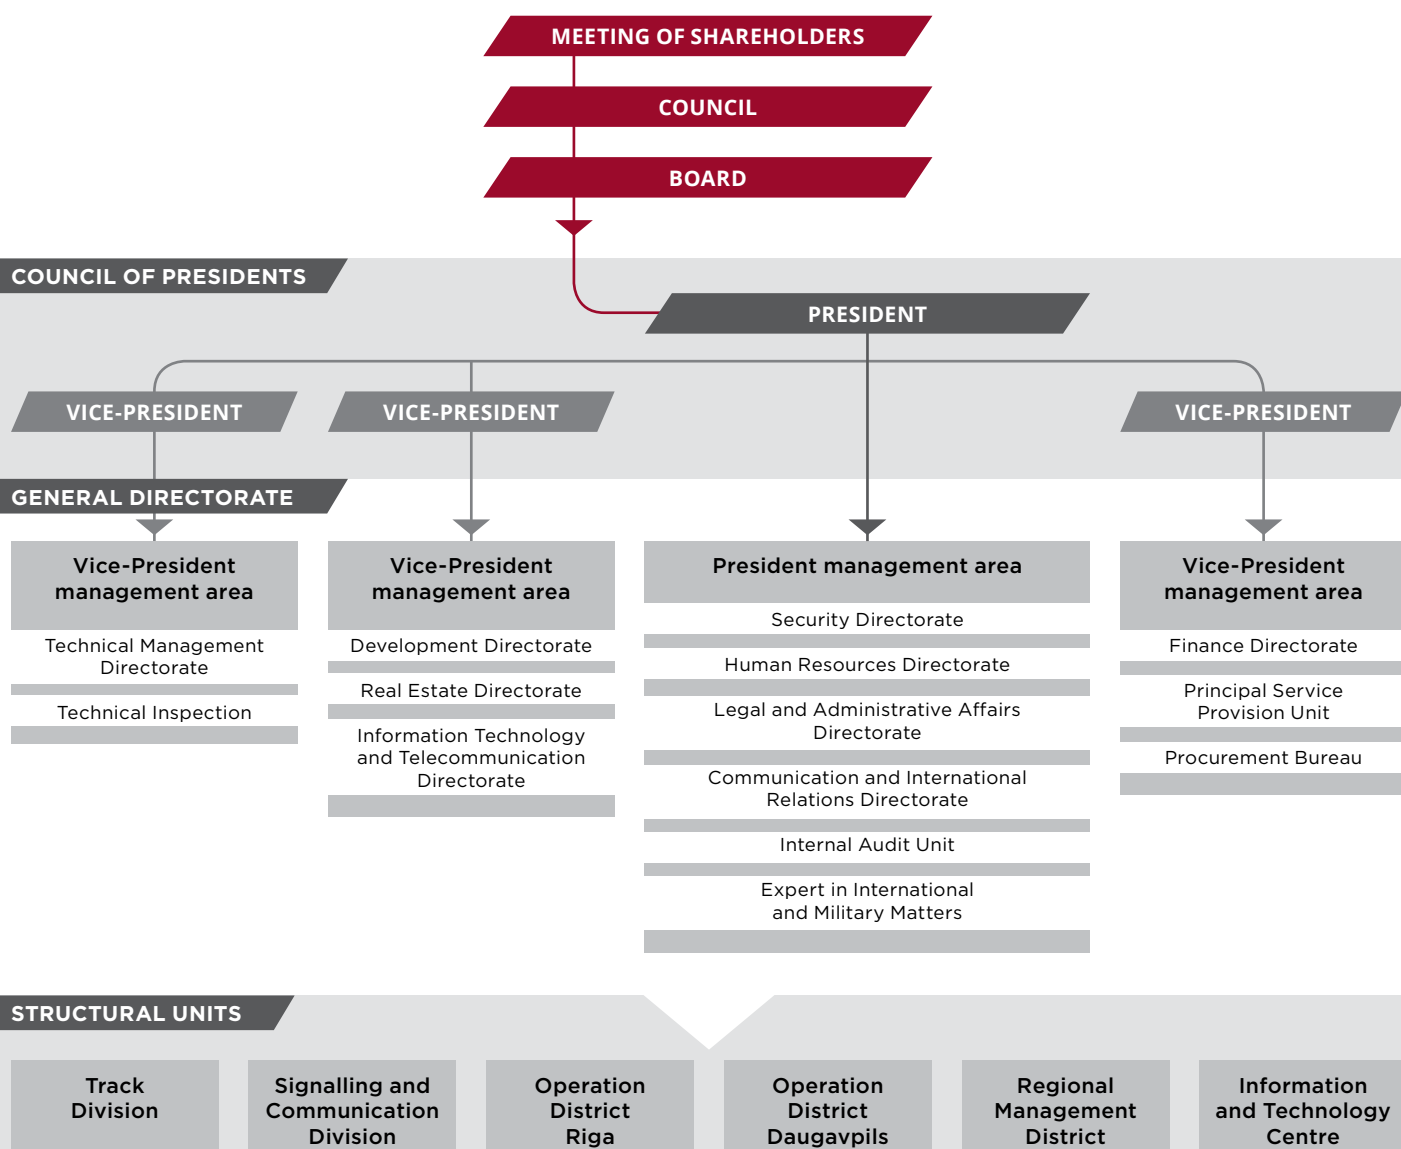 MEETING OF SHAREHOLDERS
COUNCIL
BOARD
COUNCIL OF PRESIDENTS
PRESIDENT
VICE-PRESIDENT
VICE-PRESIDENT
VICE-PRESIDENT
GENERAL DIRECTORATE
Vice-President
management area
Technical Management
Directorate
Technical Inspection
Vice-President
management area
Development Directorate
Real Estate Directorate
Information Technology
and Telecommunication
Directorate
President management area
Security Directorate
Human Resources Directorate
Legal and Administrative Affairs
Directorate
Communication and International
Relations Directorate
Internal Audit Unit
Expert in International
and Military Matters
Vice-President
management area
Finance Directorate
Principal Service
Provision Unit
Procurement Bureau
STRUCTURAL UNITS
Track
Division
Signalling and
Communication
Division
Operation
District
Riga
Operation
District
Daugavpils
Regional
Management
District
Information
and Technology
Centre